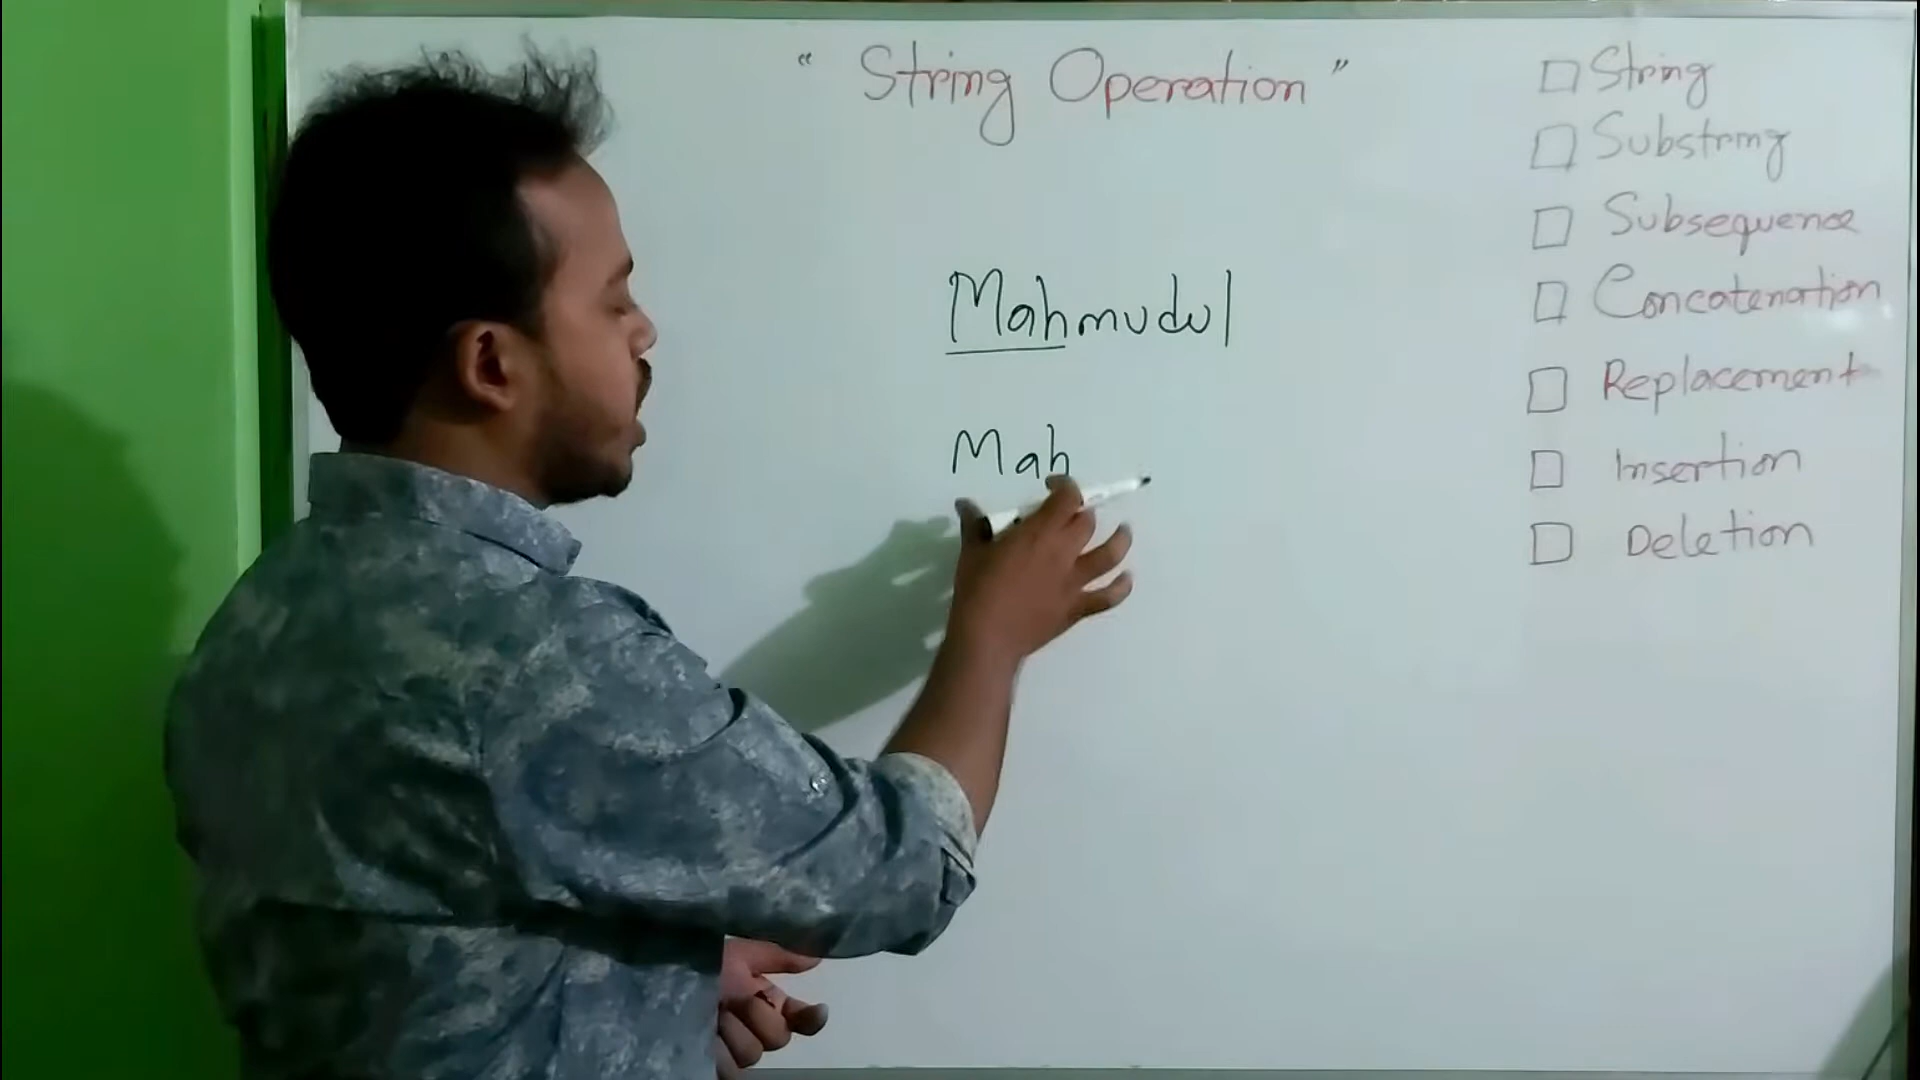 “ String Operation ”
Mahmudul
Mah
String
Substring
Subsequence
Concatenation
Replacement
Insertion
Deletion